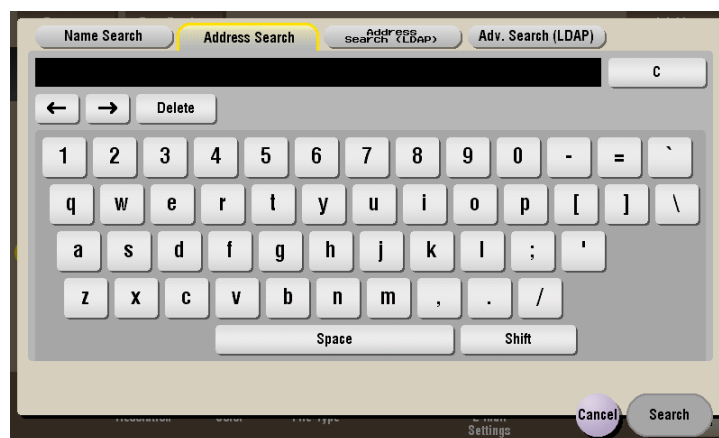 Name Search
Address Search
Address Search (LDAP)
Adv. Search (LDAP)
C
← → Delete
1 2 3 4 5 6 7 8 9 0 - = `
q w e r t y u i o p [ ] \
a s d f g h j k l ; '
z x c v b n m , . /
Space Shift
Cancel Search
Settings